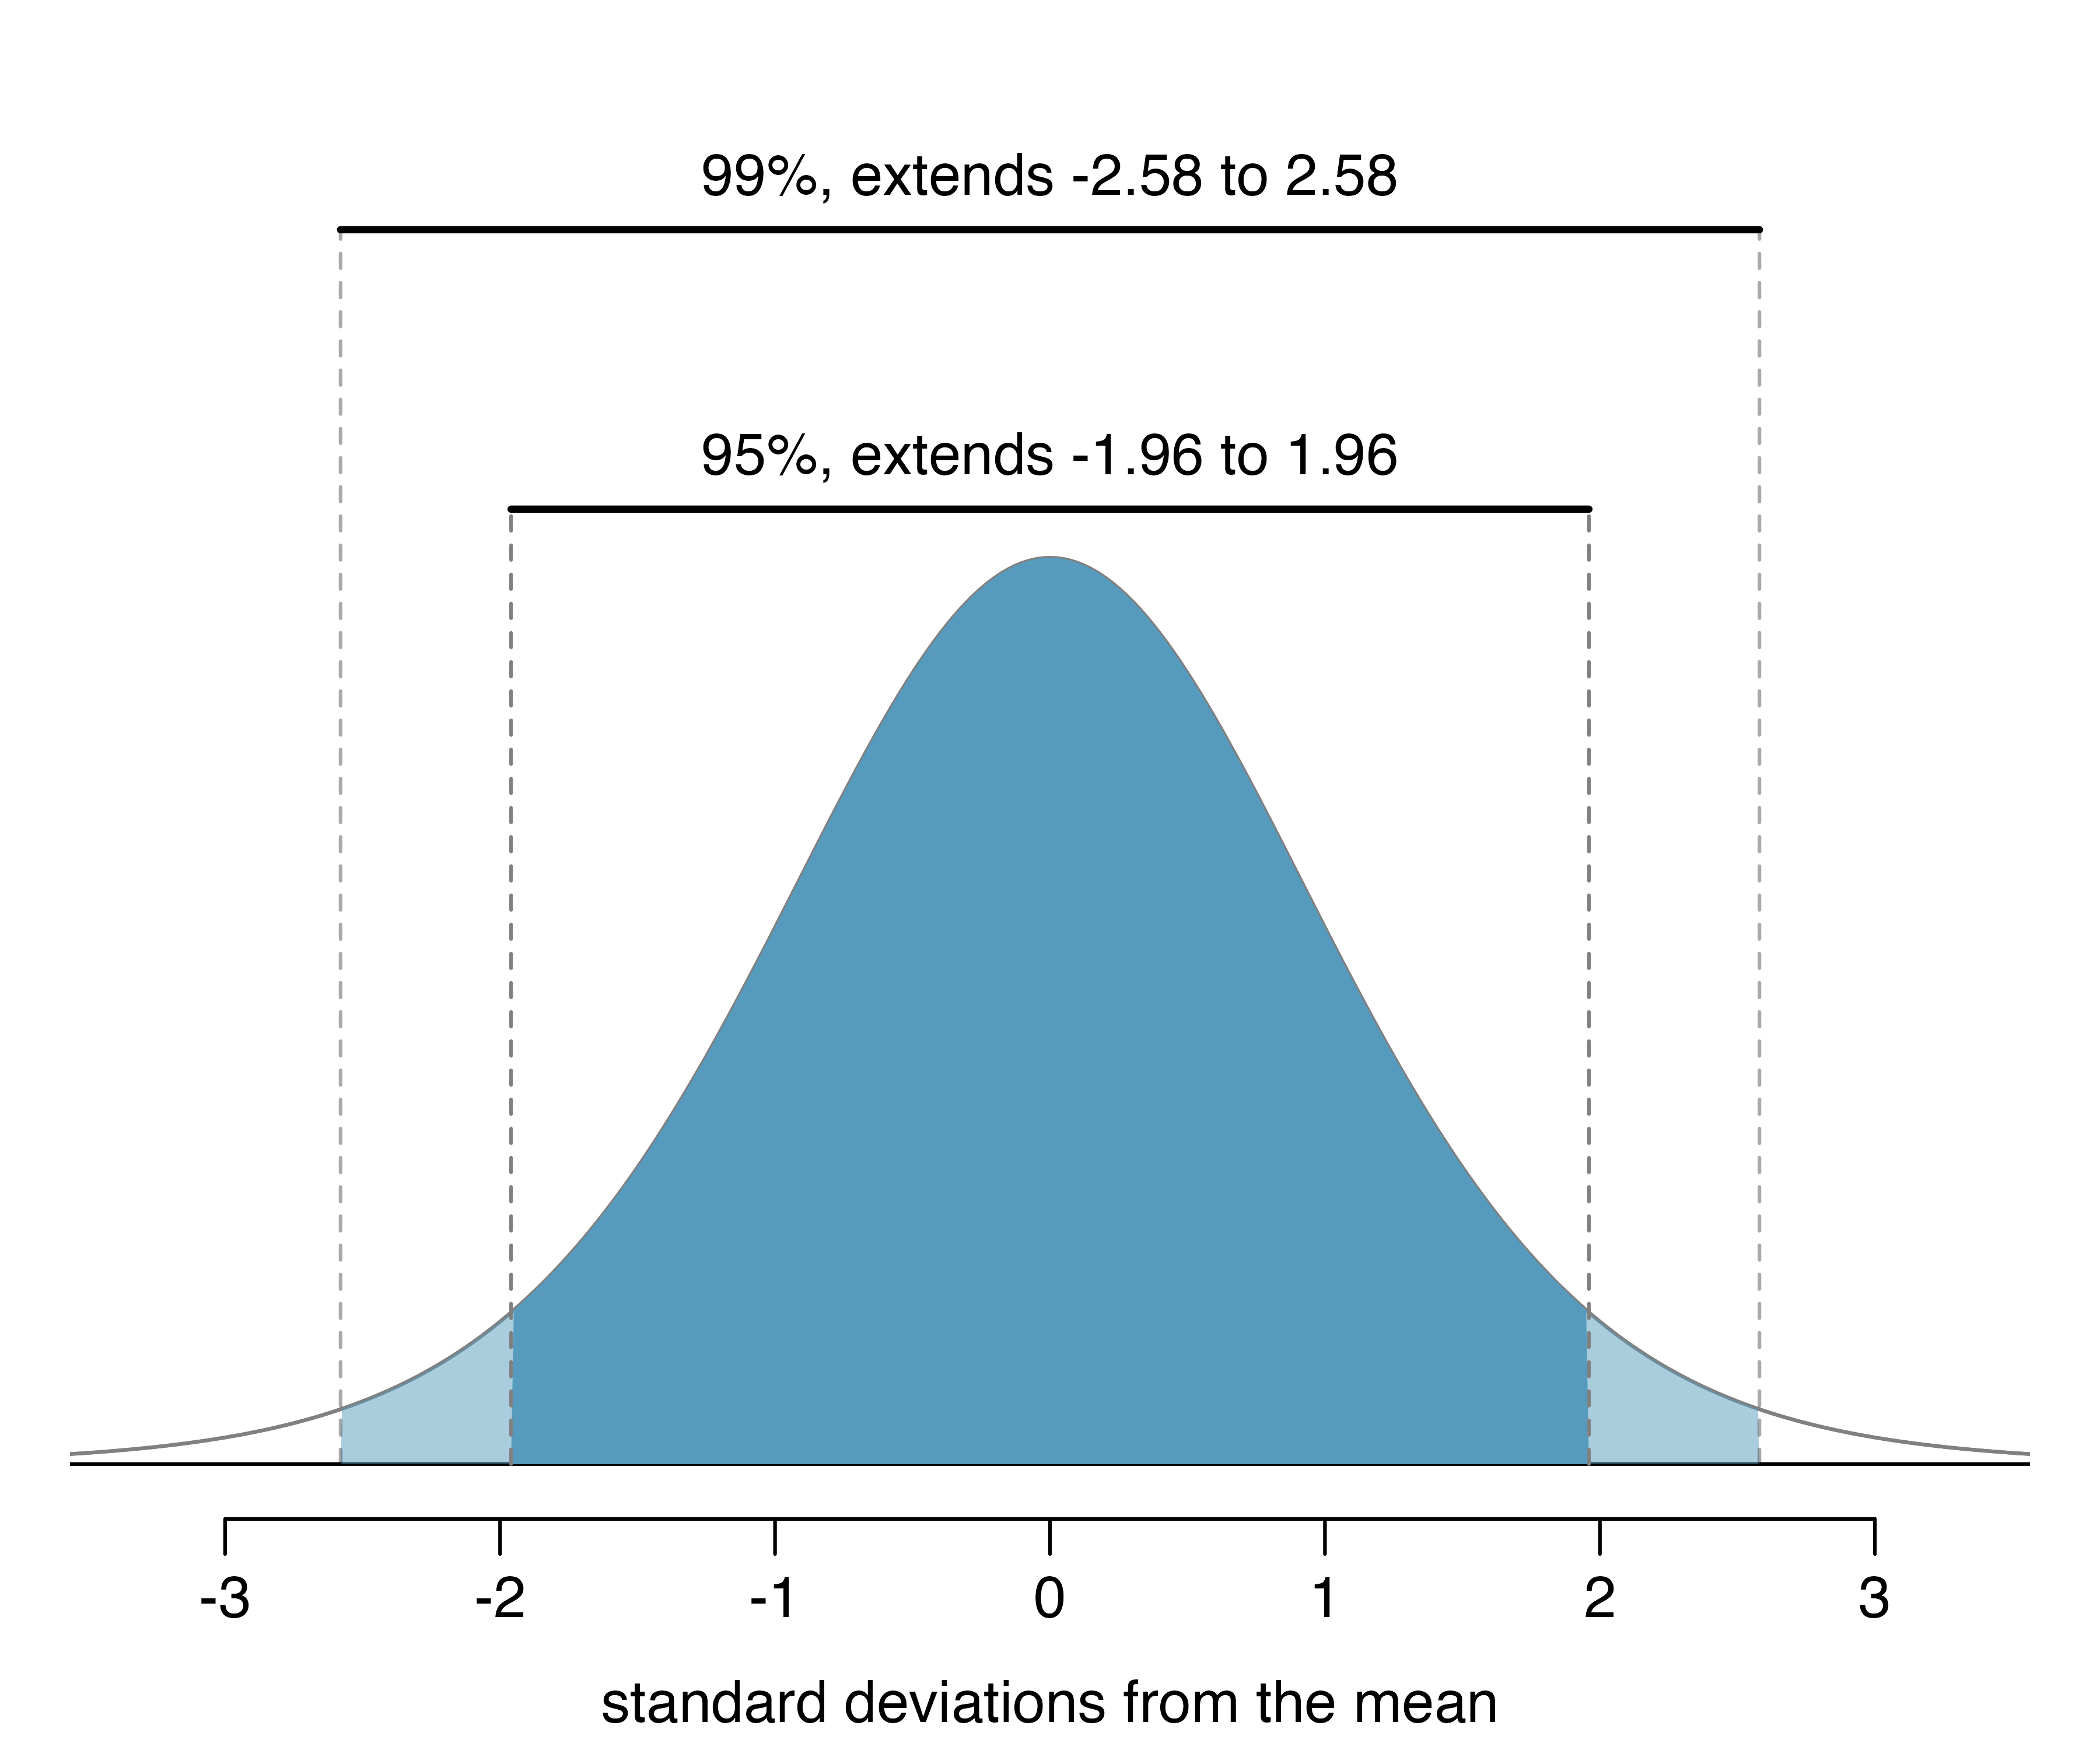 99%, extends -2.58 to 2.58
95%, extends -1.96 to 1.96
-3 -2 -1 0 1 2 3
standard deviations from the mean